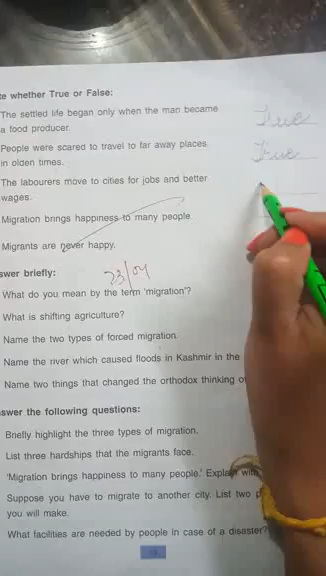 te whether True or False:
The settled life began only when the man became
a food producer.
True
People were scared to travel to far away places
in olden times.
True
The labourers move to cities for jobs and better
wages.
Migration brings happiness to many people.
Migrants are never happy.
swer briefly:
23/04
What do you mean by the term 'migration'?
What is shifting agriculture?
Name the two types of forced migration.
Name the river which caused floods in Kashmir in the
Name two things that changed the orthodox thinking
swer the following questions:
Briefly highlight the three types of migration.
List three hardships that the migrants face.
'Migration brings happiness to many people.' Explain with
Suppose you have to migrate to another city. List two
you will make.
What facilities are needed by people in case of a disaster?